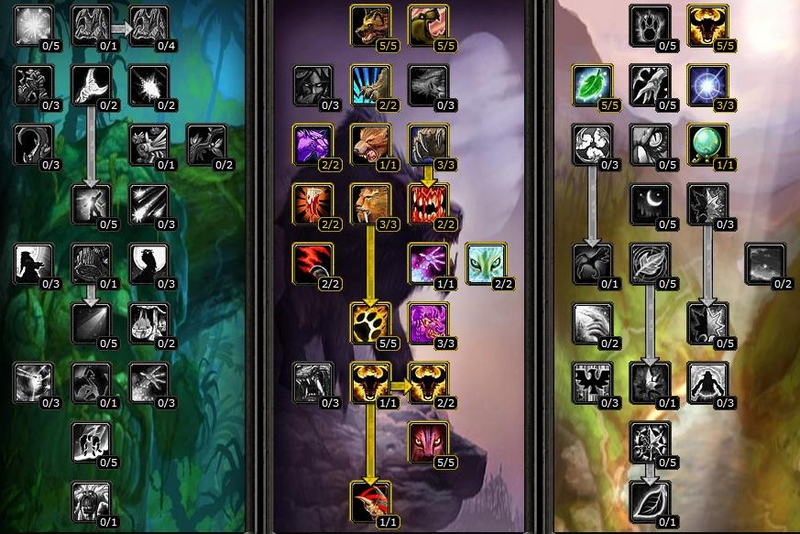 0/5 0/1 0/4 5/5 5/5 0/5 5/5
0/3 0/2 0/2 0/3 2/2 0/3 5/5 0/5 3/3
0/3 0/1 0/2 2/2 1/1 3/3 0/3 0/5 1/1
0/5 0/3 2/2 3/3 2/2 0/5 0/3
0/3 0/1 0/3 2/2 1/1 2/2 0/1 0/5 0/2
0/5 0/2 5/5 3/3 0/2 0/5
0/3 0/1 0/3 0/3 1/1 2/2 0/3 0/1 0/3
0/5 5/5 0/5
0/1 1/1 0/1